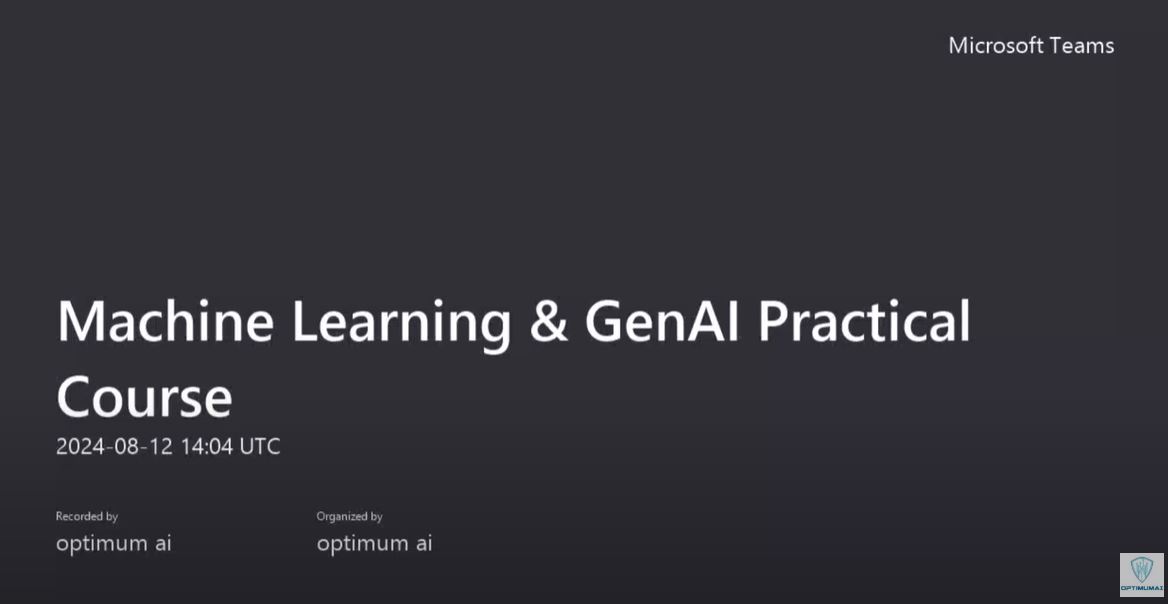 Microsoft Teams
Machine Learning & GenAI Practical
Course
2024-08-12 14:04 UTC
Recorded by
optimum ai
Organized by
optimum ai
OPTIMUMAI